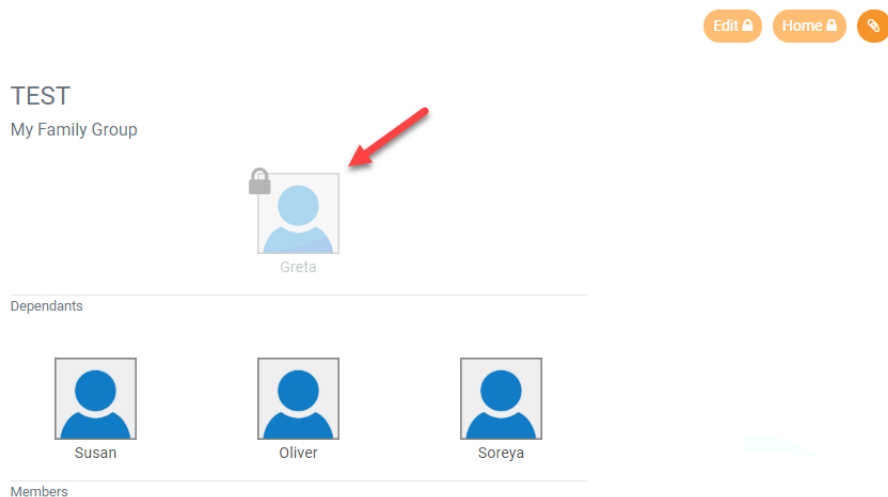 Edit Home
TEST
My Family Group
Greta
Dependants
Susan Oliver Soreya
Members